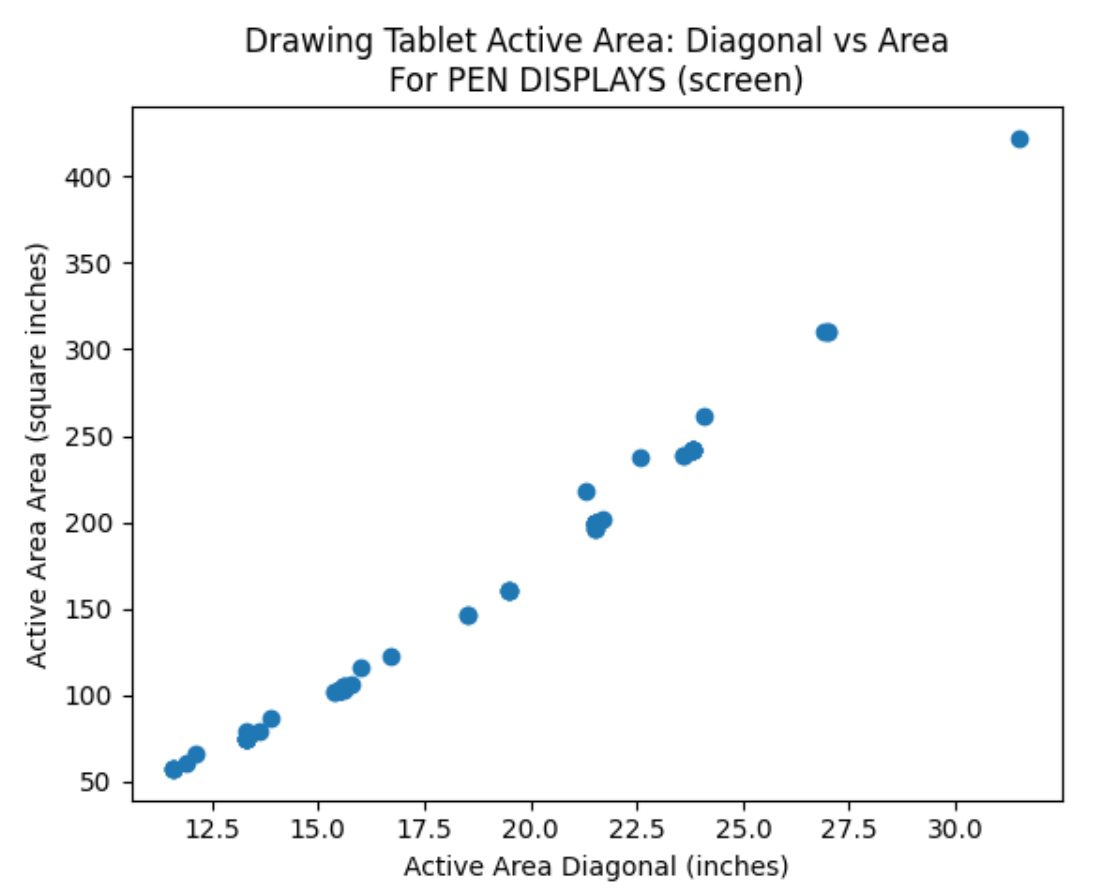 Drawing Tablet Active Area: Diagonal vs Area
For PEN DISPLAYS (screen)
Active Area Area (square inches)
400
350
300
250
200
150
100
50
12.5 15.0 17.5 20.0 22.5 25.0 27.5 30.0
Active Area Diagonal (inches)